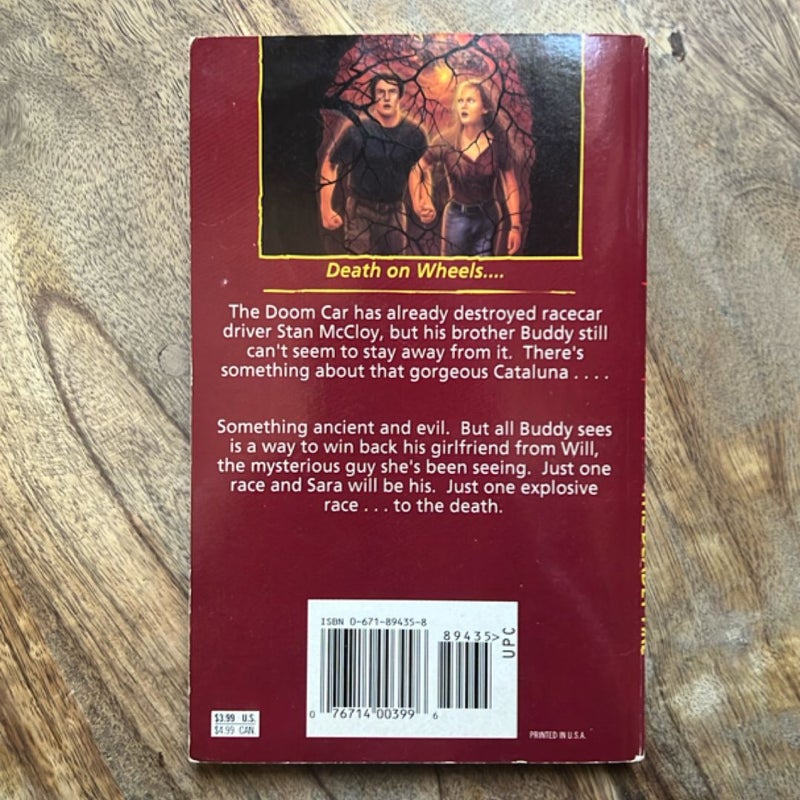 Death on Wheels....
The Doom Car has already destroyed racecar
driver Stan McCloy, but his brother Buddy still
can't seem to stay away from it. There's
something about that gorgeous Cataluna . . . .
Something ancient and evil. But all Buddy sees
is a way to win back his girlfriend from Will,
the mysterious guy she's been seeing. Just one
race and Sara will be his. Just one explosive
race . . . to the death.
ISBN 0-671-89435-8
89435>
UPC
0 76714 00399 6
$3.99 U.S.
$4.99 CAN.
PRINTED IN U.S.A.